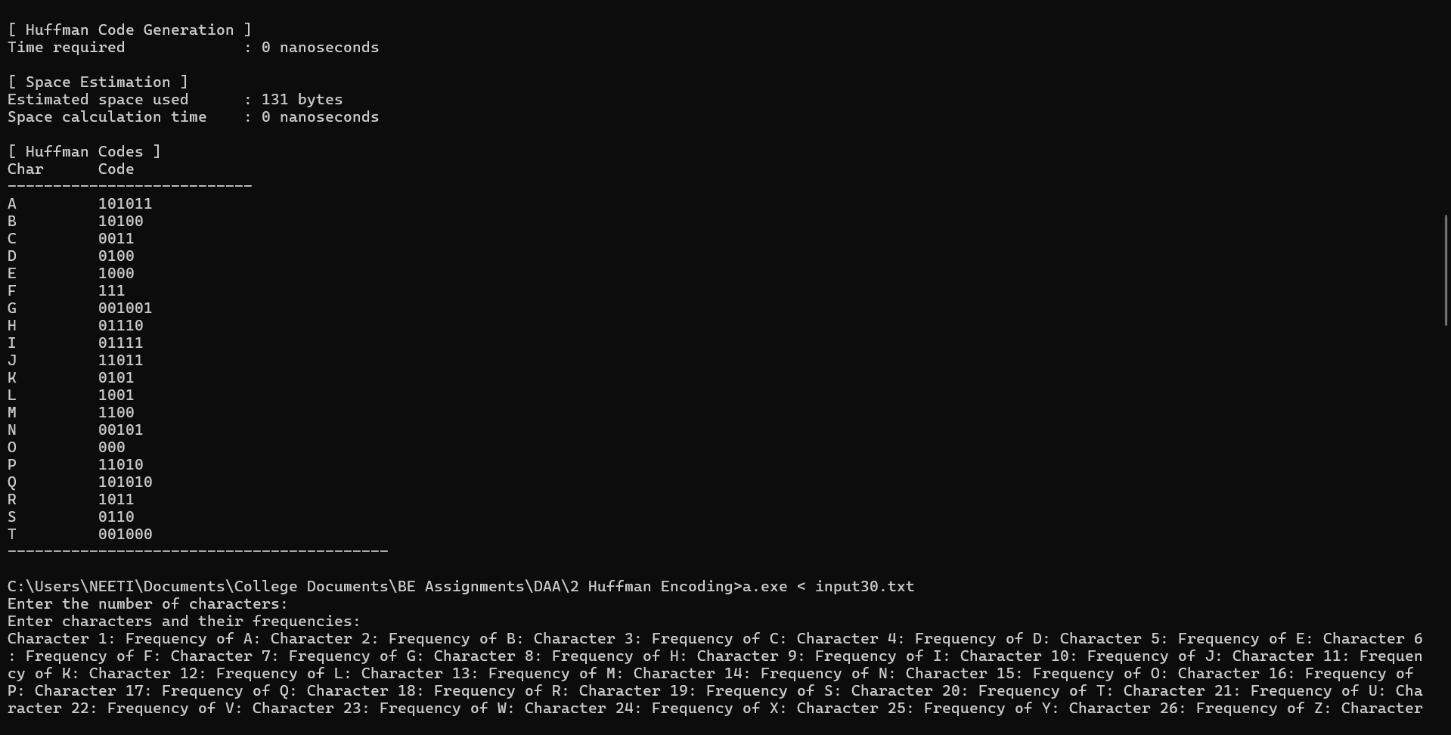 [ Huffman Code Generation ]
Time required             : 0 nanoseconds
[ Space Estimation ]
Estimated space used      : 131 bytes
Space calculation time    : 0 nanoseconds
[ Huffman Codes ]
Char      Code
---------------------------
A         101011
B         10100
C         0011
D         0100
E         1000
F         111
G         001001
H         01110
I         01111
J         11011
K         0101
L         1001
M         1100
N         00101
O         000
P         11010
Q         101010
R         1011
S         0110
T         001000
------------------------------------------
C:\Users\NEETI\Documents\College Documents\BE Assignments\DAA\2 Huffman Encoding>a.exe < input30.txt
Enter the number of characters:
Enter characters and their frequencies:
Character 1: Frequency of A: Character 2: Frequency of B: Character 3: Frequency of C: Character 4: Frequency of D: Character 5: Frequency of E: Character 6
: Frequency of F: Character 7: Frequency of G: Character 8: Frequency of H: Character 9: Frequency of I: Character 10: Frequency of J: Character 11: Frequen
cy of K: Character 12: Frequency of L: Character 13: Frequency of M: Character 14: Frequency of N: Character 15: Frequency of O: Character 16: Frequency of 
P: Character 17: Frequency of Q: Character 18: Frequency of R: Character 19: Frequency of S: Character 20: Frequency of T: Character 21: Frequency of U: Cha
racter 22: Frequency of V: Character 23: Frequency of W: Character 24: Frequency of X: Character 25: Frequency of Y: Character 26: Frequency of Z: Character